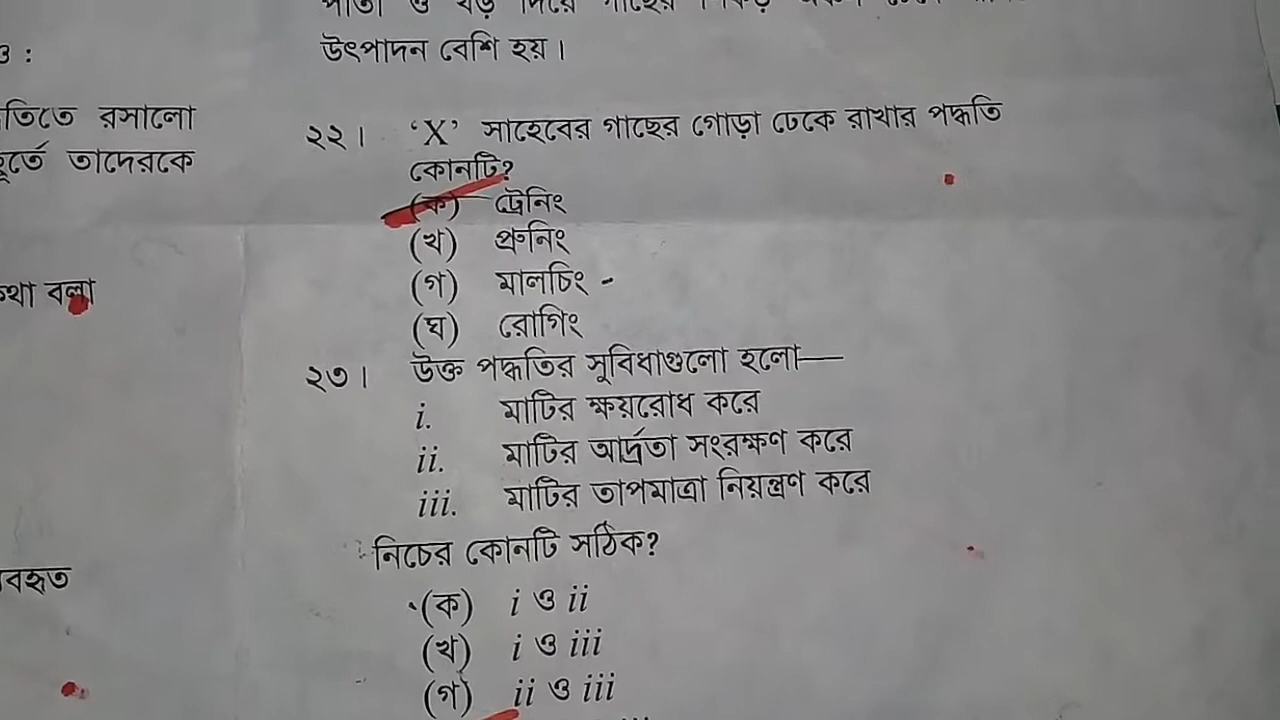 উৎপাদন বেশি হয়।
২২। ‘X’ সাহেবের গাছের গোড়া ঢেকে রাখার পদ্ধতি
কোনটি?
(ক) ট্রেনিং
(খ) প্রুনিং
(গ) মালচিং -
(ঘ) রোগিং
২৩। উক্ত পদ্ধতির সুবিধাগুলো হলো—
i. মাটির ক্ষয়রোধ করে
ii. মাটির আর্দ্রতা সংরক্ষণ করে
iii. মাটির তাপমাত্রা নিয়ন্ত্রণ করে
নিচের কোনটি সঠিক?
(ক) i ও ii
(খ) i ও iii
(গ) ii ও iii
রসালো
তাদেরকে
বলা